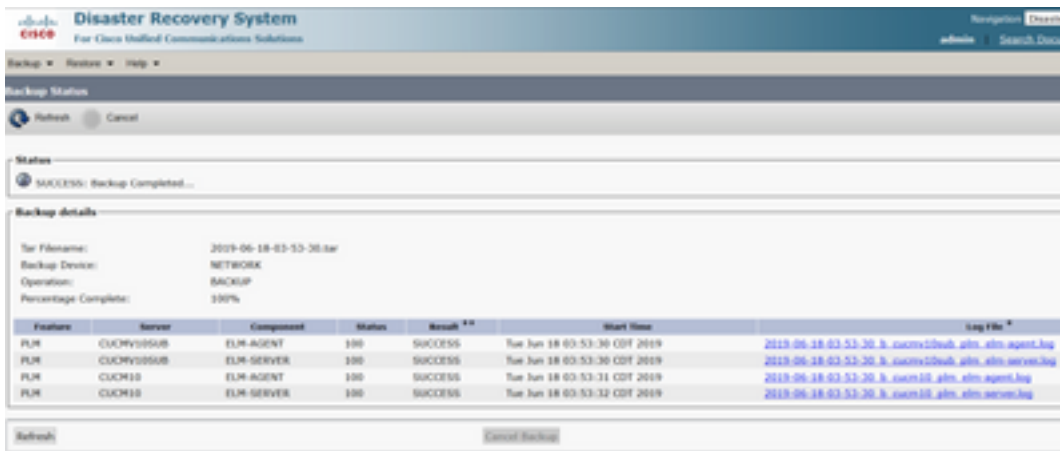 Disaster Recovery System
For Cisco Unified Communications Solutions
CISCO
Navigation
admin | Search
Backup Restore Help
Backup Status
Refresh Cancel
Status
SUCCESS: Backup Completed...
Backup details
Tar Filename: 2019-06-18-03-53-30.tar
Backup Device: NETWORK
Operation: BACKUP
Percentage Complete: 100%
Feature Server Component Status Result ** Start Time Log File *
PLM CUCMV10SUB ELM-AGENT 100 SUCCESS Tue Jun 18 03:53:30 CDT 2019 2019-06-18-03-53-30_b_cucmv10sub_plm_elm-agent.log
PLM CUCMV10SUB ELM-SERVER 100 SUCCESS Tue Jun 18 03:53:30 CDT 2019 2019-06-18-03-53-30_b_cucmv10sub_plm_elm-server.log
PLM CUCM10 ELM-AGENT 100 SUCCESS Tue Jun 18 03:53:31 CDT 2019 2019-06-18-03-53-30_b_cucm10_plm_elm-agent.log
PLM CUCM10 ELM-SERVER 100 SUCCESS Tue Jun 18 03:53:32 CDT 2019 2019-06-18-03-53-30_b_cucm10_plm_elm-server.log
Refresh Cancel Backup